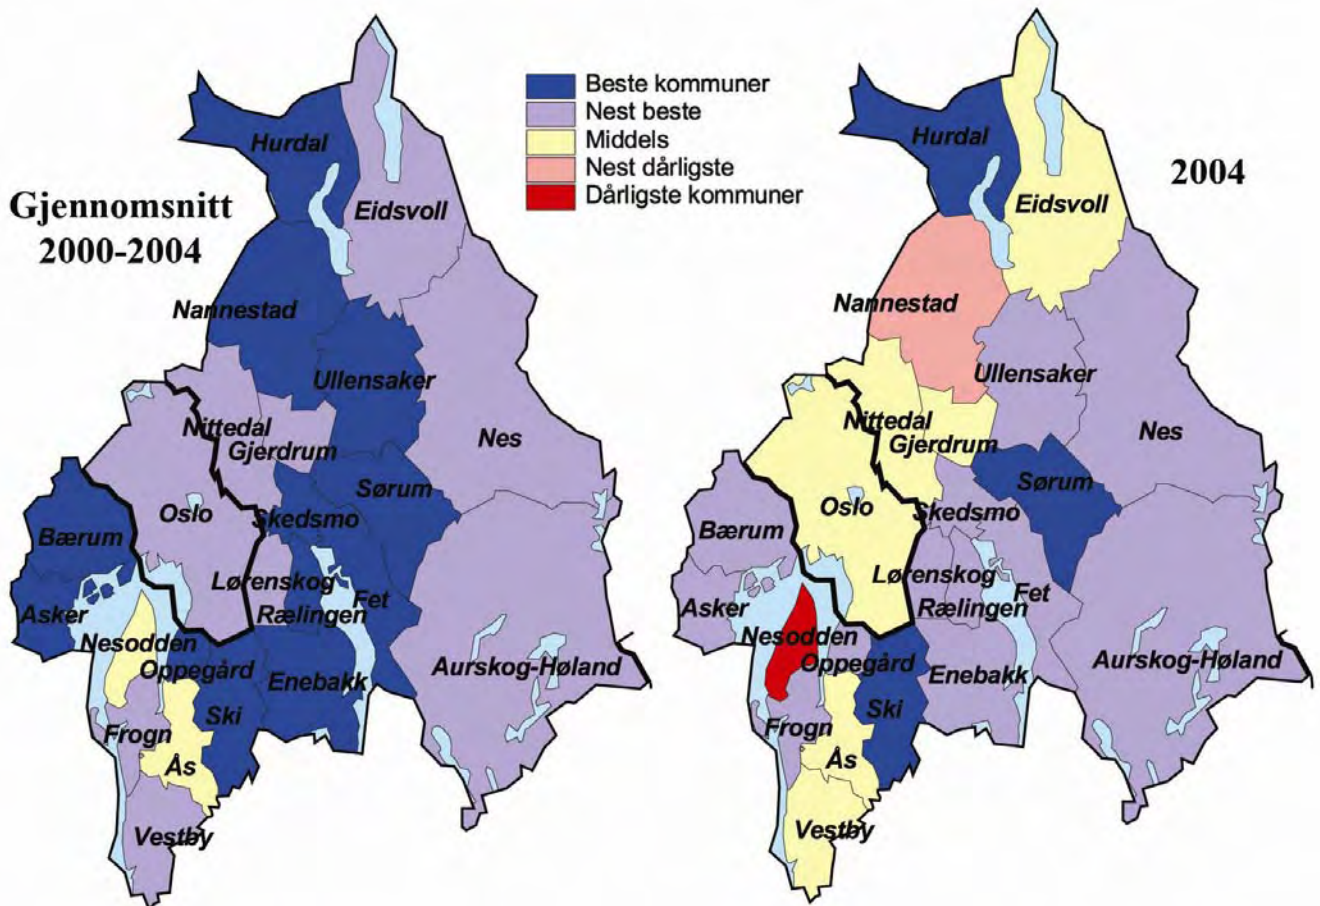 Beste kommuner
Nest beste
Middels
Nest dårligste
Dårligste kommuner
Gjennomsnitt
2000-2004
Hurdal
Eidsvoll
Nannestad
Ullensaker
Nittedal
Gjerdrum
Nes
Sørum
Oslo
Skedsmo
Bærum
Lørenskog
Asker
Rælingen
Fet
Nesodden
Oppegård
Enebakk
Aurskog-Høland
Ski
Frogn
Ås
Vestby
2004
Hurdal
Eidsvoll
Nannestad
Ullensaker
Nittedal
Gjerdrum
Nes
Sørum
Oslo
Skedsmo
Bærum
Lørenskog
Asker
Rælingen
Fet
Nesodden
Oppegård
Enebakk
Aurskog-Høland
Ski
Frogn
Ås
Vestby